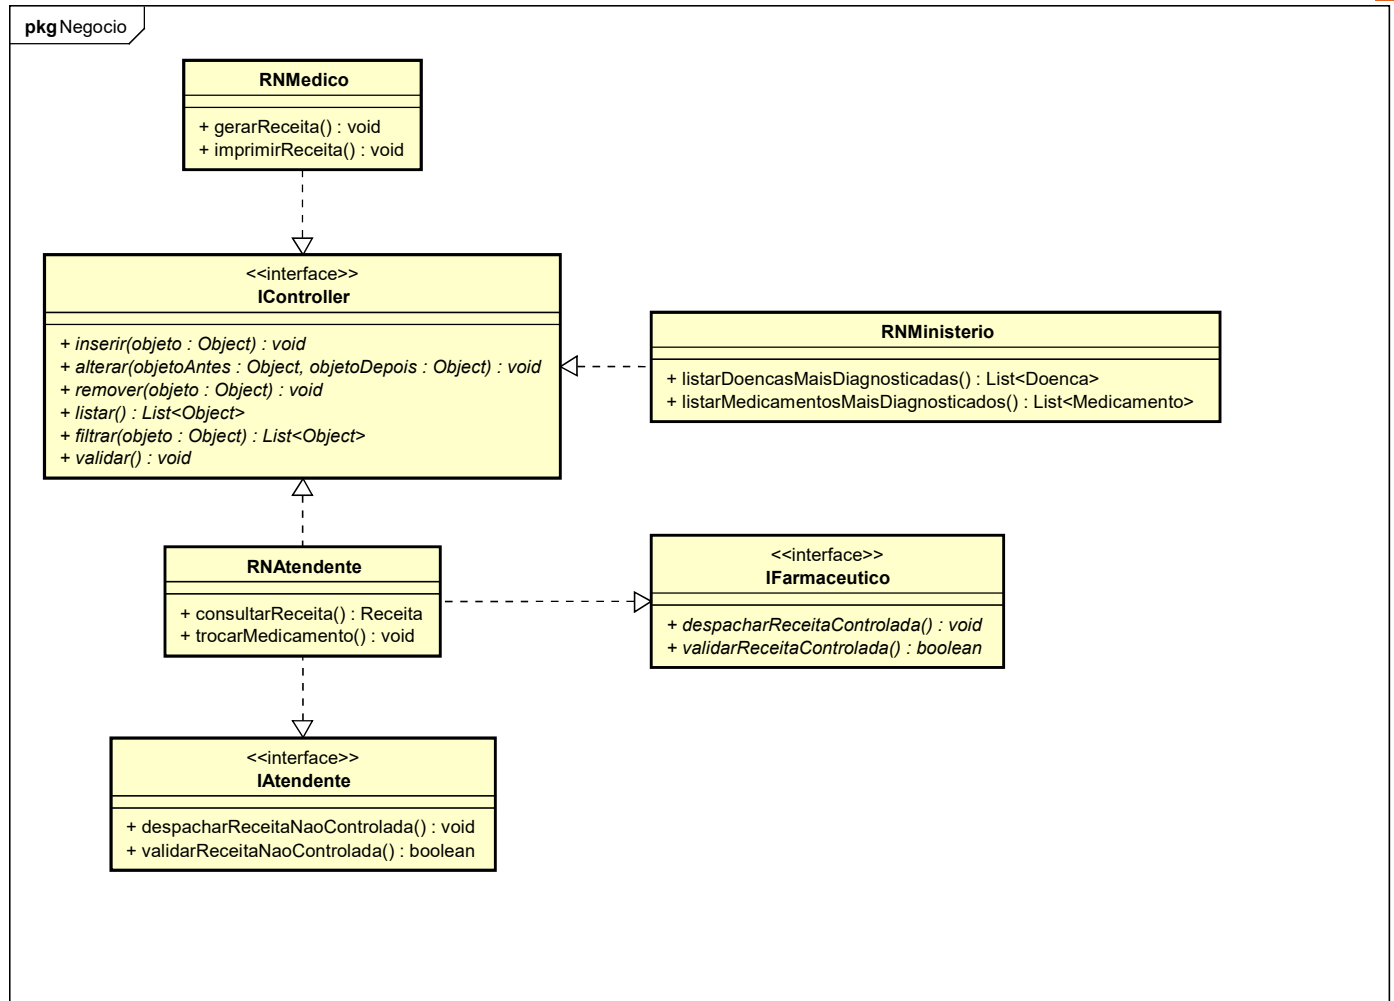 pkg Negocio
RNMedico
+ gerarReceita() : void
+ imprimirReceita() : void
<<interface>>
IController
+ inserir(objeto : Object) : void
+ alterar(objetoAntes : Object, objetoDepois : Object) : void
+ remover(objeto : Object) : void
+ listar() : List<Object>
+ filtrar(objeto : Object) : List<Object>
+ validar() : void
RNMinisterio
+ listarDoencasMaisDiagnosticadas() : List<Doenca>
+ listarMedicamentosMaisDiagnosticados() : List<Medicamento>
RNAtendente
+ consultarReceita() : Receita
+ trocarMedicamento() : void
<<interface>>
IFarmaceutico
+ despacharReceitaControlada() : void
+ validarReceitaControlada() : boolean
<<interface>>
IAtendente
+ despacharReceitaNaoControlada() : void
+ validarReceitaNaoControlada() : boolean